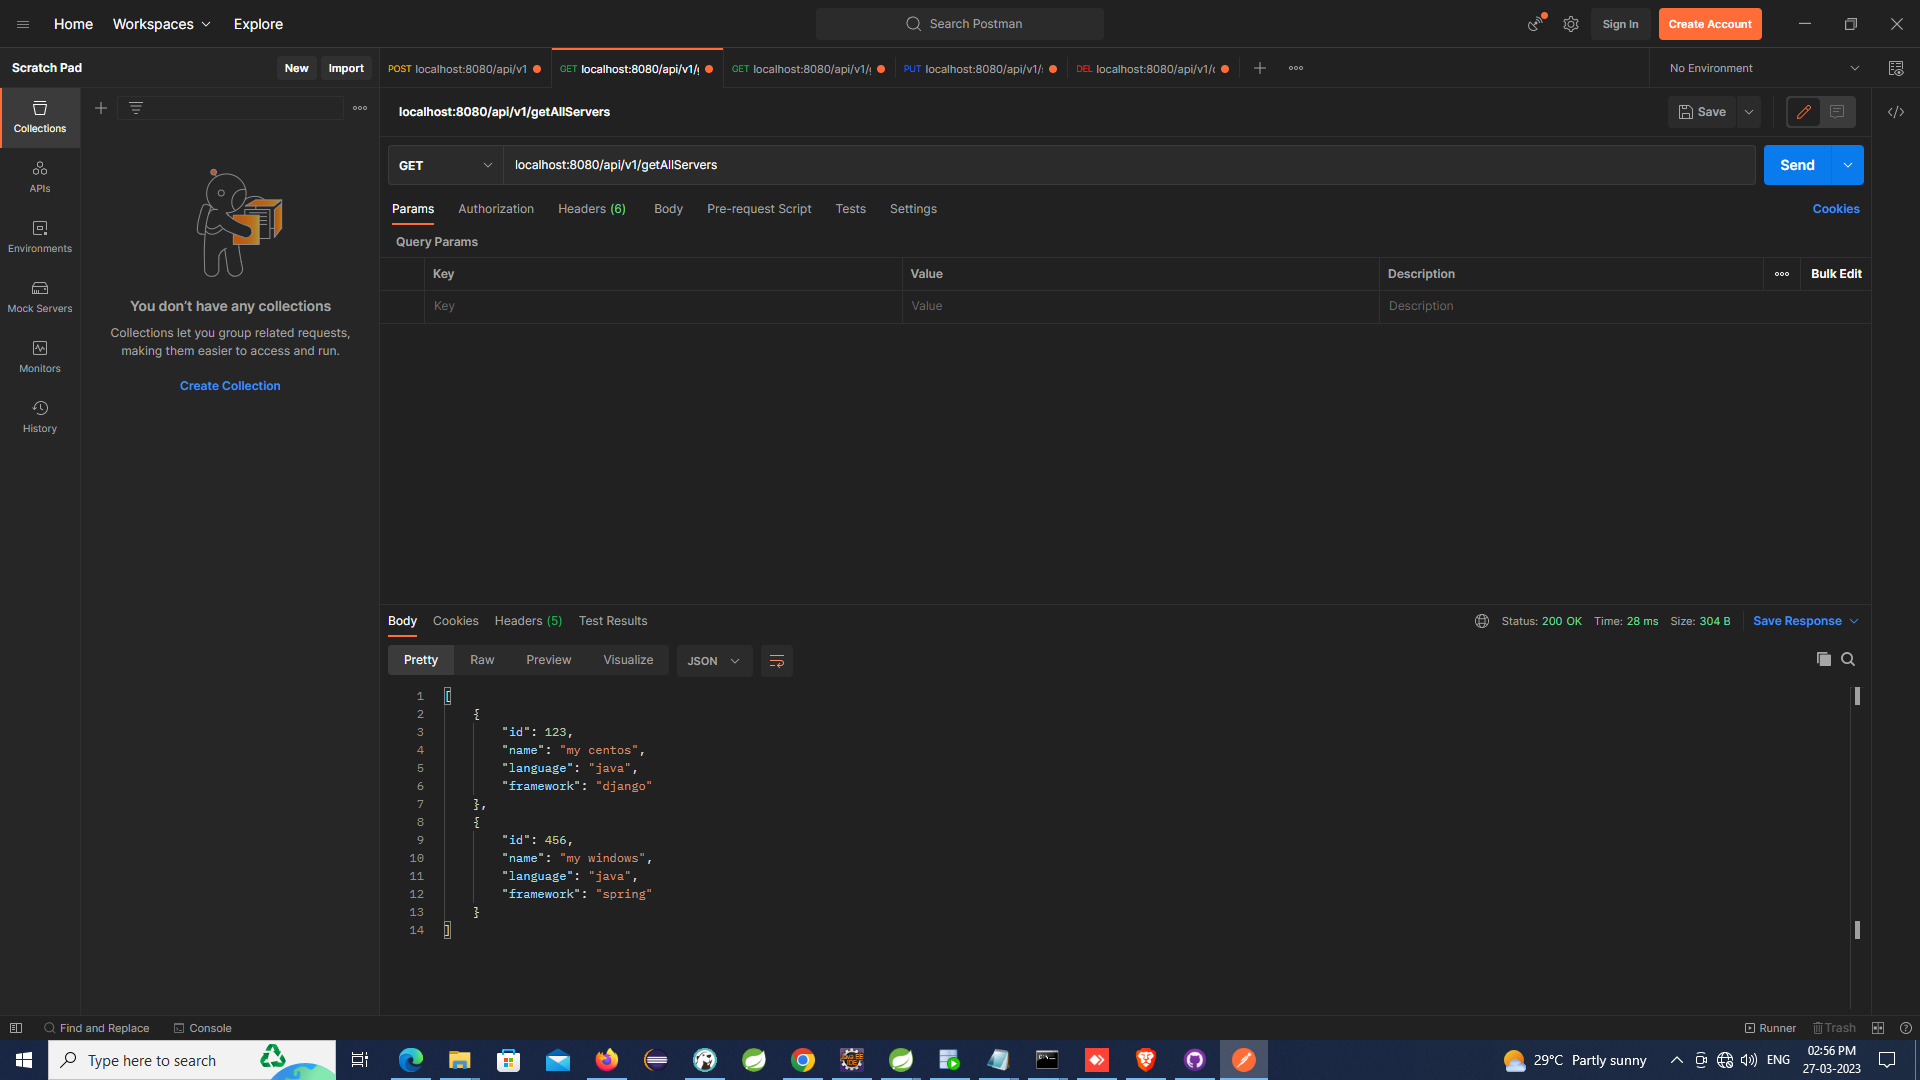 Home Workspaces Explore
Search Postman
Sign In Create Account
Scratch Pad New Import
POST localhost:8080/api/v1
GET localhost:8080/api/v1/
GET localhost:8080/api/v1/
PUT localhost:8080/api/v1/
DEL localhost:8080/api/v1/
No Environment
Collections
APIs
Environments
Mock Servers
Monitors
History
You don’t have any collections
Collections let you group related requests,
making them easier to access and run.
Create Collection
localhost:8080/api/v1/getAllServers
Save
GET localhost:8080/api/v1/getAllServers
Send
Params Authorization Headers (6) Body Pre-request Script Tests Settings Cookies
Query Params
Key Value Description Bulk Edit
Key Value Description
Body Cookies Headers (5) Test Results
Status: 200 OK Time: 28 ms Size: 304 B Save Response
Pretty Raw Preview Visualize JSON
1 [
2 {
3 "id": 123,
4 "name": "my centos",
5 "language": "java",
6 "framework": "django"
7 },
8 {
9 "id": 456,
10 "name": "my windows",
11 "language": "java",
12 "framework": "spring"
13 }
14 ]
Find and Replace Console
Runner Trash
Type here to search
29°C Partly sunny
ENG
02:56 PM
27-03-2023